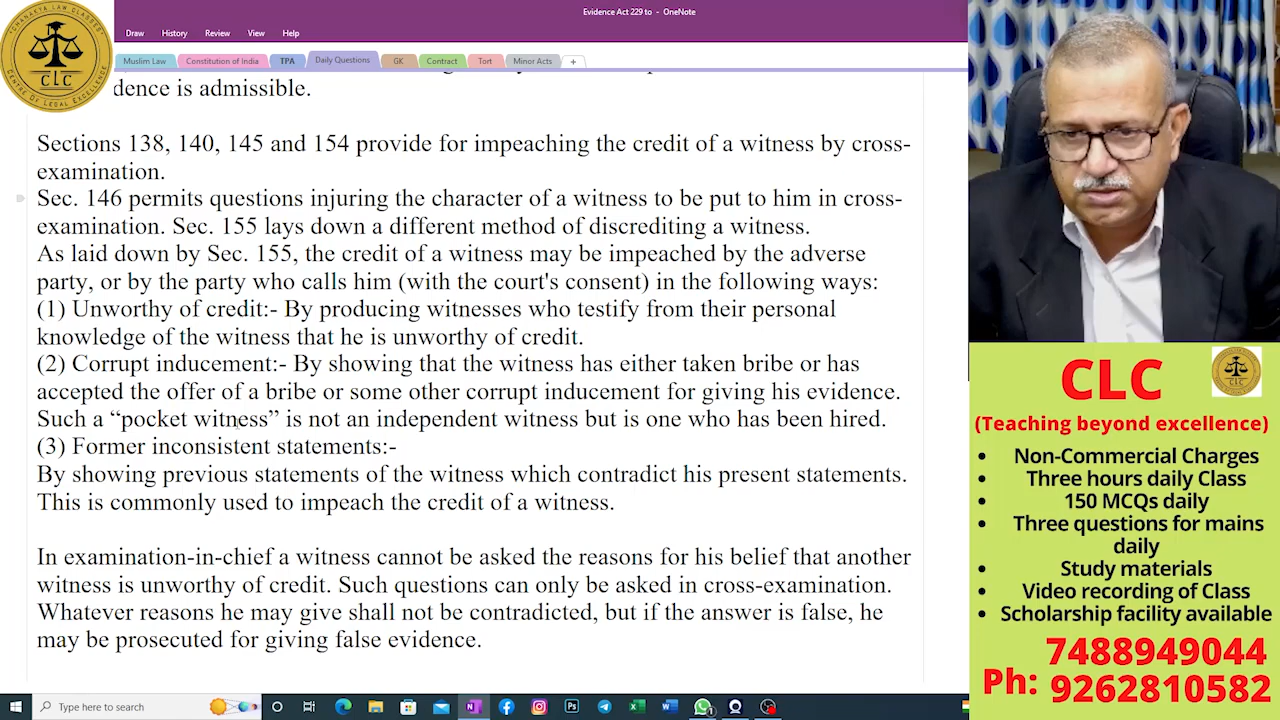 Evidence Act 229 to - OneNote
Draw History Review View Help
Muslim Law Constitution of India TPA Daily Questions GK Contract Tort Minor Acts +
CHANAKYA LAW CLASSES
CLC
CENTRE OF LEGAL EXCELLENCE
dence is admissible.
Sections 138, 140, 145 and 154 provide for impeaching the credit of a witness by cross-
examination.
Sec. 146 permits questions injuring the character of a witness to be put to him in cross-
examination. Sec. 155 lays down a different method of discrediting a witness.
As laid down by Sec. 155, the credit of a witness may be impeached by the adverse
party, or by the party who calls him (with the court's consent) in the following ways:
(1) Unworthy of credit:- By producing witnesses who testify from their personal
knowledge of the witness that he is unworthy of credit.
(2) Corrupt inducement:- By showing that the witness has either taken bribe or has
accepted the offer of a bribe or some other corrupt inducement for giving his evidence.
Such a “pocket witness” is not an independent witness but is one who has been hired.
(3) Former inconsistent statements:-
By showing previous statements of the witness which contradict his present statements.
This is commonly used to impeach the credit of a witness.
In examination-in-chief a witness cannot be asked the reasons for his belief that another
witness is unworthy of credit. Such questions can only be asked in cross-examination.
Whatever reasons he may give shall not be contradicted, but if the answer is false, he
may be prosecuted for giving false evidence.
CLC
(Teaching beyond excellence)
• Non-Commercial Charges
• Three hours daily Class
• 150 MCQs daily
• Three questions for mains
daily
• Study materials
• Video recording of Class
• Scholarship facility available
Ph: 7488949044
9262810582
Type here to search